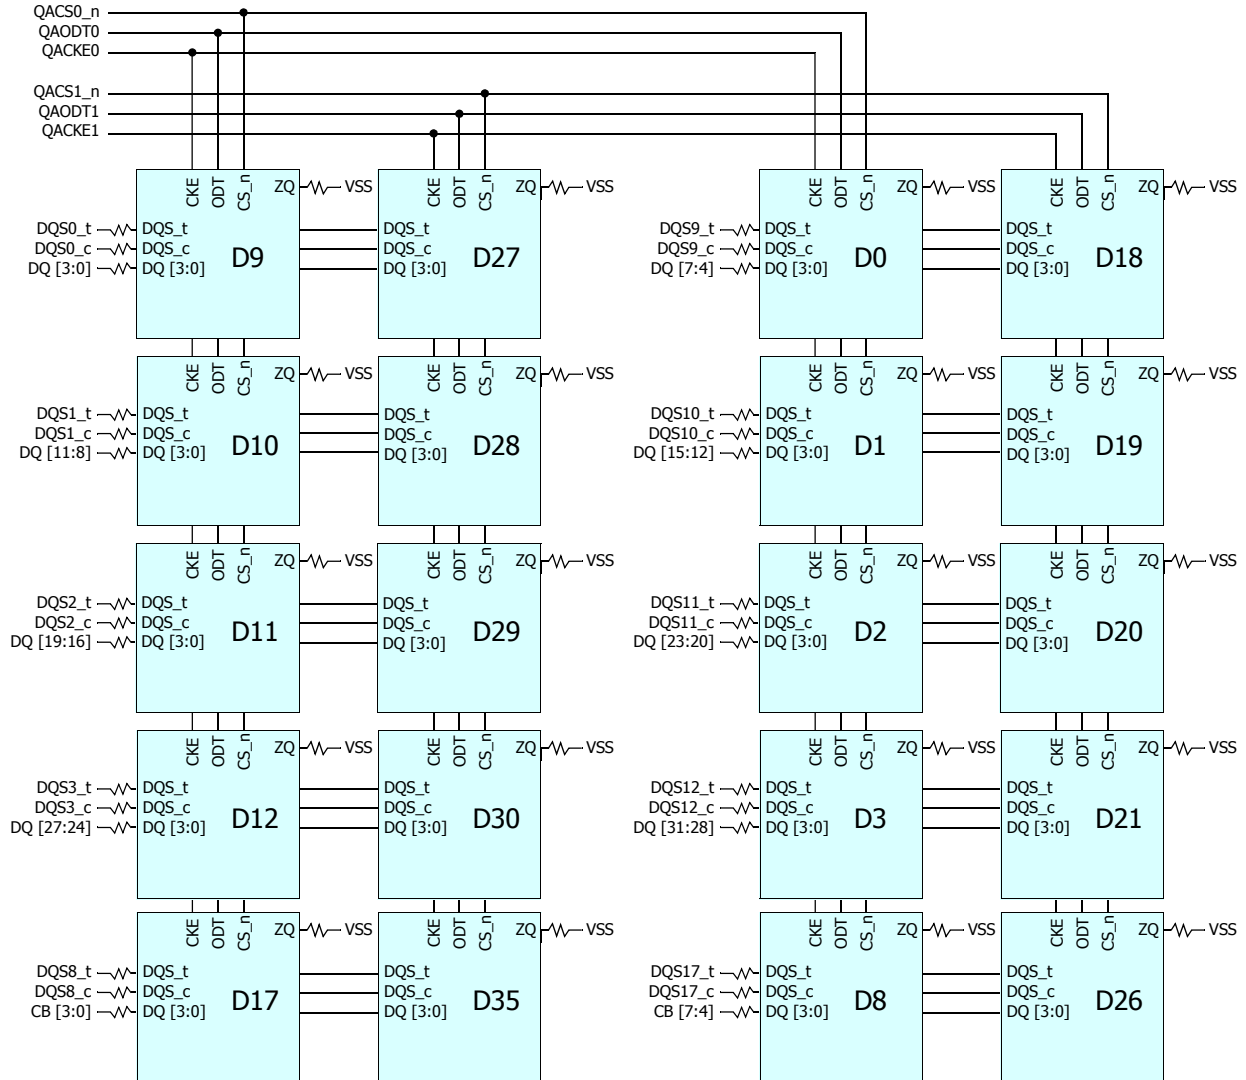 QACS0_n
QAODT0
QACKE0
QACS1_n
QAODT1
QACKE1
CKE ODT CS_n ZQ VSS CKE ODT CS_n ZQ VSS CKE ODT CS_n ZQ VSS CKE ODT CS_n ZQ VSS
DQS0_t DQS_t DQS_t DQS9_t DQS_t DQS_t
DQS0_c DQS_c D9 DQS_c D27 DQS9_c DQS_c D0 DQS_c D18
DQ [3:0] DQ [3:0] DQ [3:0] DQ [7:4] DQ [3:0] DQ [3:0]
CKE ODT CS_n ZQ VSS CKE ODT CS_n ZQ VSS CKE ODT CS_n ZQ VSS CKE ODT CS_n ZQ VSS
DQS1_t DQS_t DQS_t DQS10_t DQS_t DQS_t
DQS1_c DQS_c D10 DQS_c D28 DQS10_c DQS_c D1 DQS_c D19
DQ [11:8] DQ [3:0] DQ [3:0] DQ [15:12] DQ [3:0] DQ [3:0]
CKE ODT CS_n ZQ VSS CKE ODT CS_n ZQ VSS CKE ODT CS_n ZQ VSS CKE ODT CS_n ZQ VSS
DQS2_t DQS_t DQS_t DQS11_t DQS_t DQS_t
DQS2_c DQS_c D11 DQS_c D29 DQS11_c DQS_c D2 DQS_c D20
DQ [19:16] DQ [3:0] DQ [3:0] DQ [23:20] DQ [3:0] DQ [3:0]
CKE ODT CS_n ZQ VSS CKE ODT CS_n ZQ VSS CKE ODT CS_n ZQ VSS CKE ODT CS_n ZQ VSS
DQS3_t DQS_t DQS_t DQS12_t DQS_t DQS_t
DQS3_c DQS_c D12 DQS_c D30 DQS12_c DQS_c D3 DQS_c D21
DQ [27:24] DQ [3:0] DQ [3:0] DQ [31:28] DQ [3:0] DQ [3:0]
CKE ODT CS_n ZQ VSS CKE ODT CS_n ZQ VSS CKE ODT CS_n ZQ VSS CKE ODT CS_n ZQ VSS
DQS8_t DQS_t DQS_t DQS17_t DQS_t DQS_t
DQS8_c DQS_c D17 DQS_c D35 DQS17_c DQS_c D8 DQS_c D26
CB [3:0] DQ [3:0] DQ [3:0] CB [7:4] DQ [3:0] DQ [3:0]